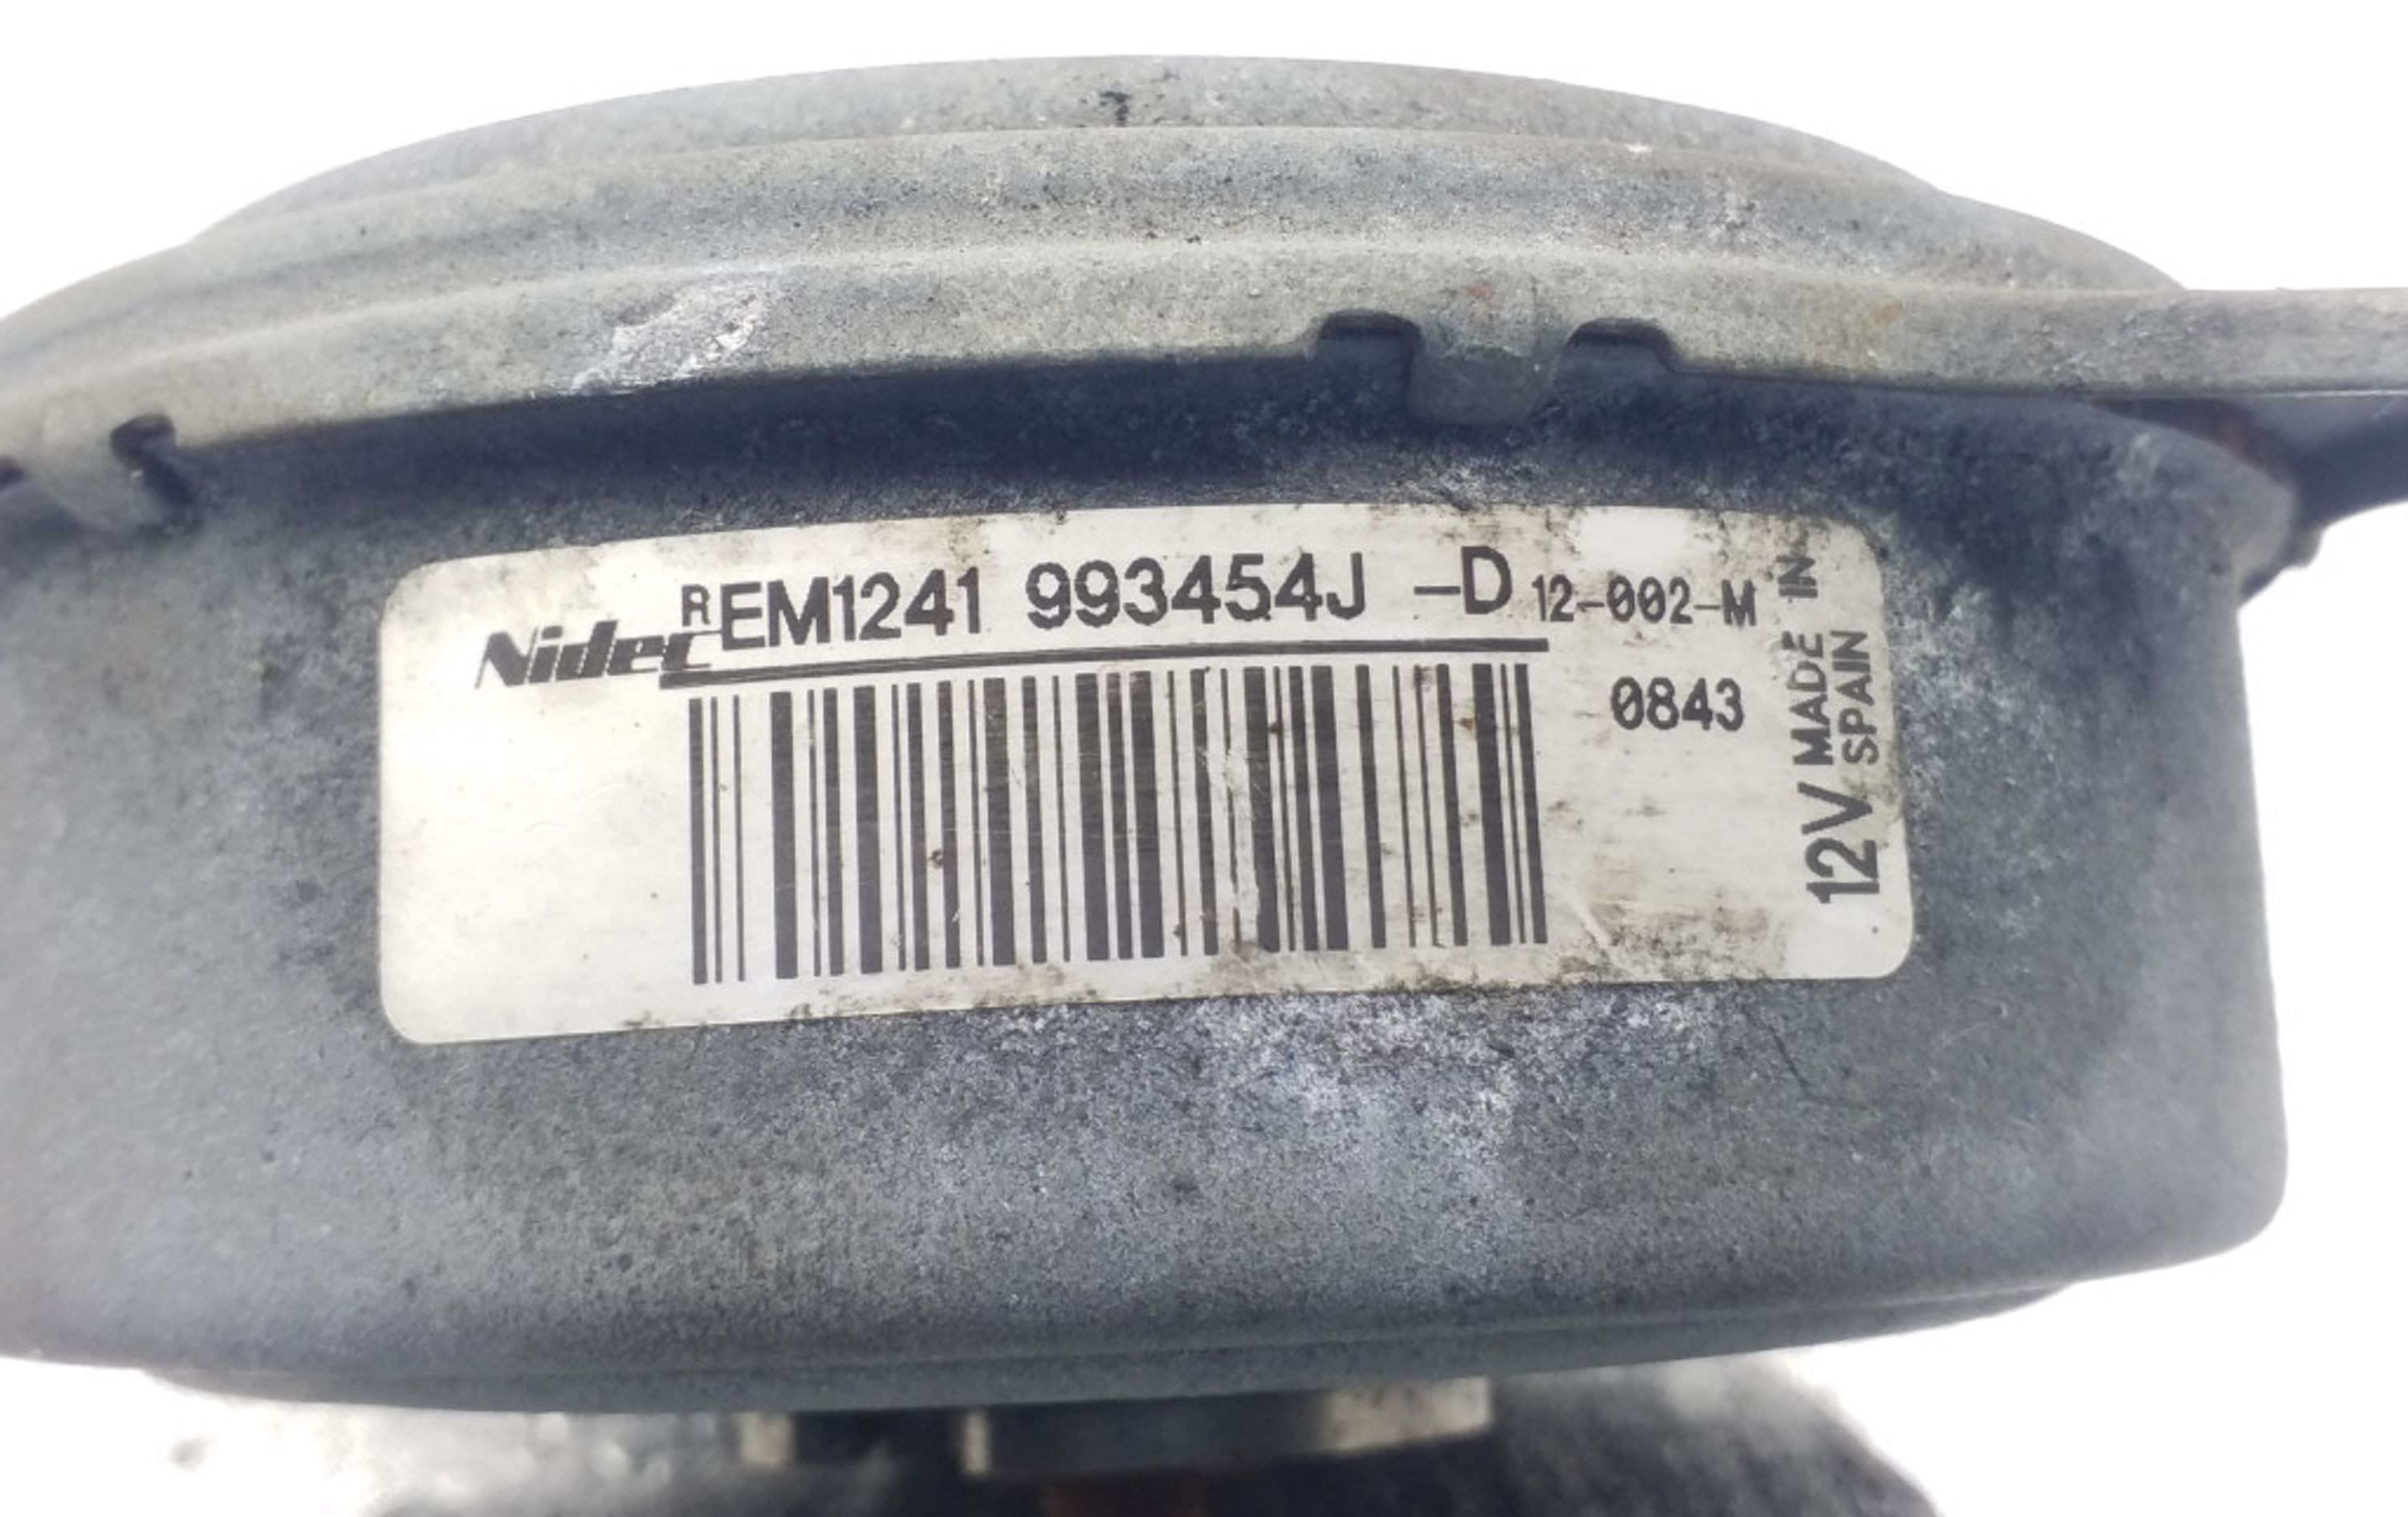 Nidec R EM1241 993454J -D 12-002-M
0843
12V MADE IN
SPAIN